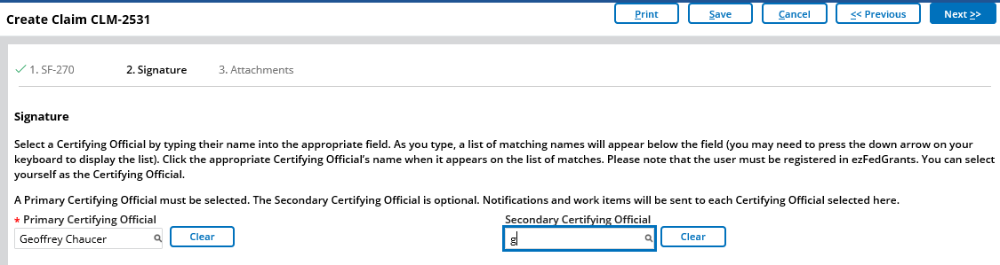 Create Claim CLM-2531
Print Save Cancel << Previous Next >>
1. SF-270 2. Signature 3. Attachments
Signature
Select a Certifying Official by typing their name into the appropriate field. As you type, a list of matching names will appear below the field (you may need to press the down arrow on your
keyboard to display the list). Click the appropriate Certifying Official's name when it appears on the list of matches. Please note that the user must be registered in ezFedGrants. You can select
yourself as the Certifying Official.
A Primary Certifying Official must be selected. The Secondary Certifying Official is optional. Notifications and work items will be sent to each Certifying Official selected here.
* Primary Certifying Official Secondary Certifying Official
Geoffrey Chaucer Clear g Clear